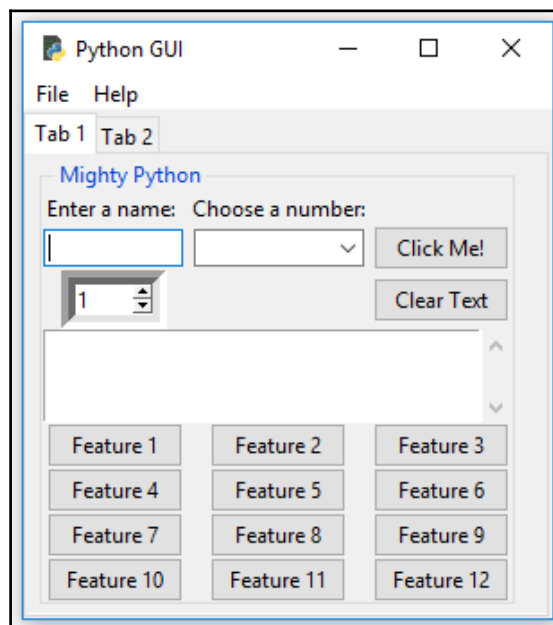 Python GUI
File Help
Tab 1 Tab 2
Mighty Python
Enter a name: Choose a number:
Click Me!
1 Clear Text
Feature 1 Feature 2 Feature 3
Feature 4 Feature 5 Feature 6
Feature 7 Feature 8 Feature 9
Feature 10 Feature 11 Feature 12